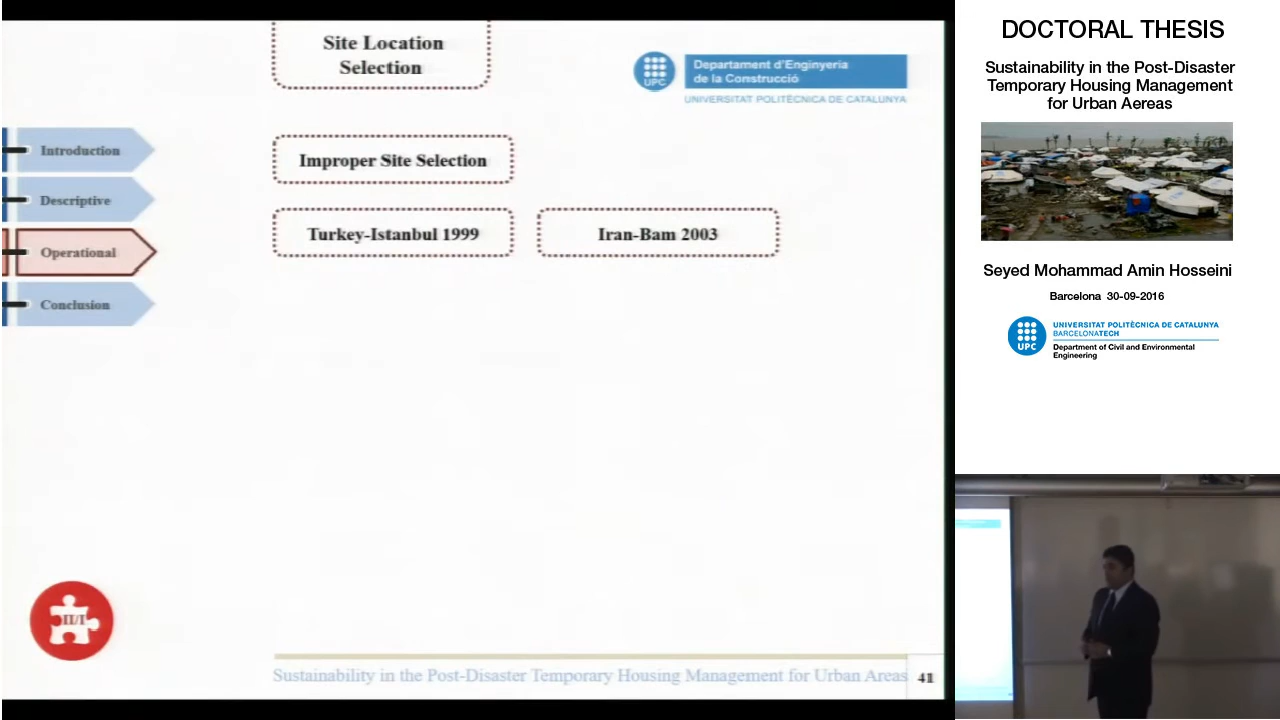 Site Location
Selection
Departament d'Enginyeria
de la Construcció
UPC
UNIVERSITAT POLITÈCNICA DE CATALUNYA
Introduction
Descriptive
Operational
Conclusion
Improper Site Selection
Turkey-Istanbul 1999
Iran-Bam 2003
II/I
Sustainability in the Post-Disaster Temporary Housing Management for Urban Areas
41
DOCTORAL THESIS
Sustainability in the Post-Disaster
Temporary Housing Management
for Urban Aereas
Seyed Mohammad Amin Hosseini
Barcelona 30-09-2016
UPC
UNIVERSITAT POLITÈCNICA DE CATALUNYA
BARCELONATECH
Department of Civil and Environmental
Engineering